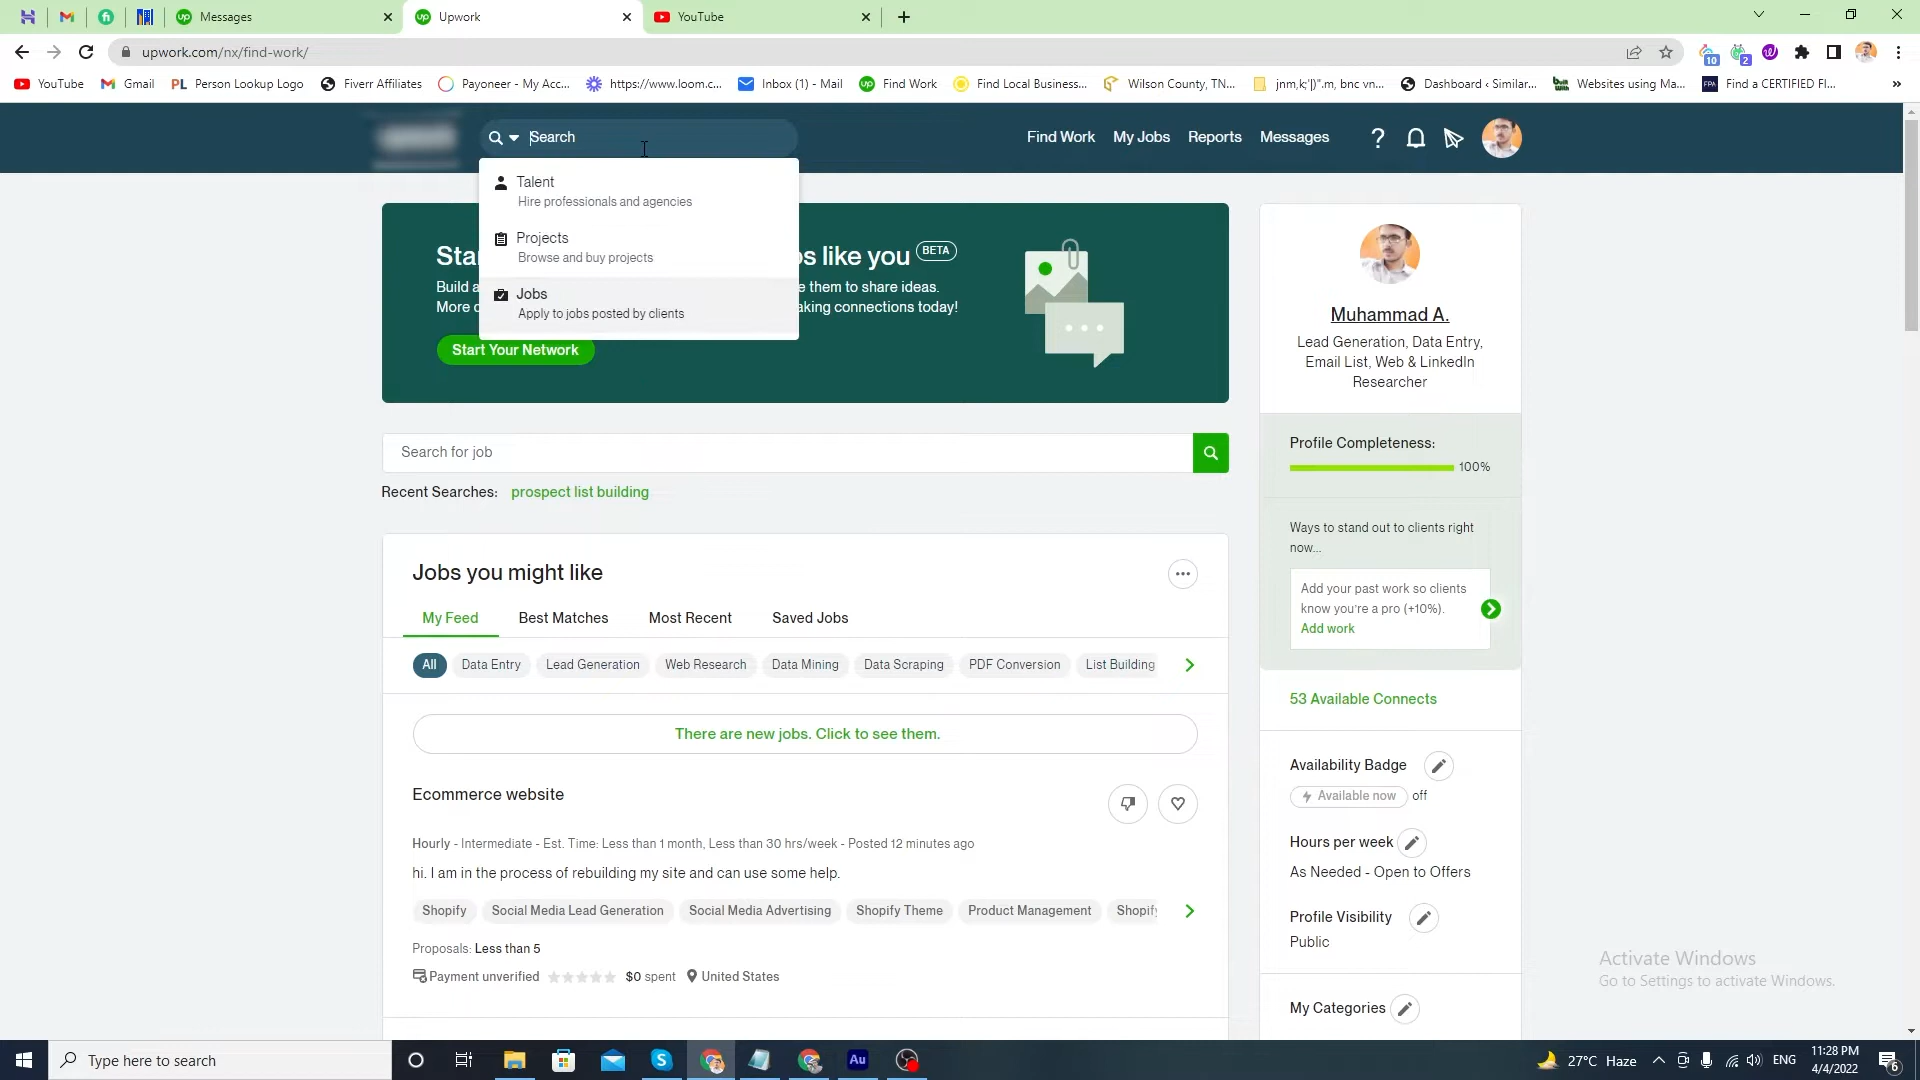 Messages
Upwork
YouTube
upwork.com/nx/find-work/
10
2
YouTube
Gmail
PL Person Lookup Logo
Fiverr Affiliates
Payoneer - My Acc...
https://www.loom.c...
Inbox (1) - Mail
Find Work
Find Local Business...
Wilson County, TN...
jnm,k;'|)".m, bnc vn...
Dashboard ‹ Similar...
Websites using Ma...
FPA Find a CERTIFIED FI...
»
Search
Find Work
My Jobs
Reports
Messages
Talent
Hire professionals and agencies
Projects
Browse and buy projects
Jobs
Apply to jobs posted by clients
Sta
s like you BETA
Build a
e them to share ideas.
More
aking connections today!
Start Your Network
Search for job
Recent Searches: prospect list building
Jobs you might like
My Feed
Best Matches
Most Recent
Saved Jobs
All
Data Entry
Lead Generation
Web Research
Data Mining
Data Scraping
PDF Conversion
List Building
There are new jobs. Click to see them.
Ecommerce website
Hourly - Intermediate - Est. Time: Less than 1 month, Less than 30 hrs/week - Posted 12 minutes ago
hi. I am in the process of rebuilding my site and can use some help.
Shopify
Social Media Lead Generation
Social Media Advertising
Shopify Theme
Product Management
Shopify
Proposals: Less than 5
Payment unverified
$0 spent
United States
Muhammad A.
Lead Generation, Data Entry,
Email List, Web & LinkedIn
Researcher
Profile Completeness:
100%
Ways to stand out to clients right
now...
Add your past work so clients
know you're a pro (+10%).
Add work
53 Available Connects
Availability Badge
Available now off
Hours per week
As Needed - Open to Offers
Profile Visibility
Public
My Categories
Activate Windows
Go to Settings to activate Windows.
Type here to search
Au
27°C Haze
ENG
11:28 PM
4/4/2022
6